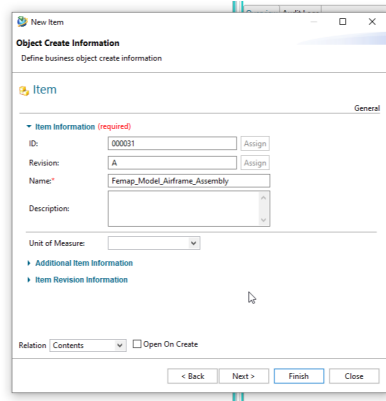 New Item
Object Create Information
Define business object create information
Item
General
Item Information (required)
ID: 000031 Assign
Revision: A Assign
Name:* Femap_Model_Airframe_Assembly
Description:
Unit of Measure:
Additional Item Information
Item Revision Information
Relation Contents Open On Create
< Back Next > Finish Close